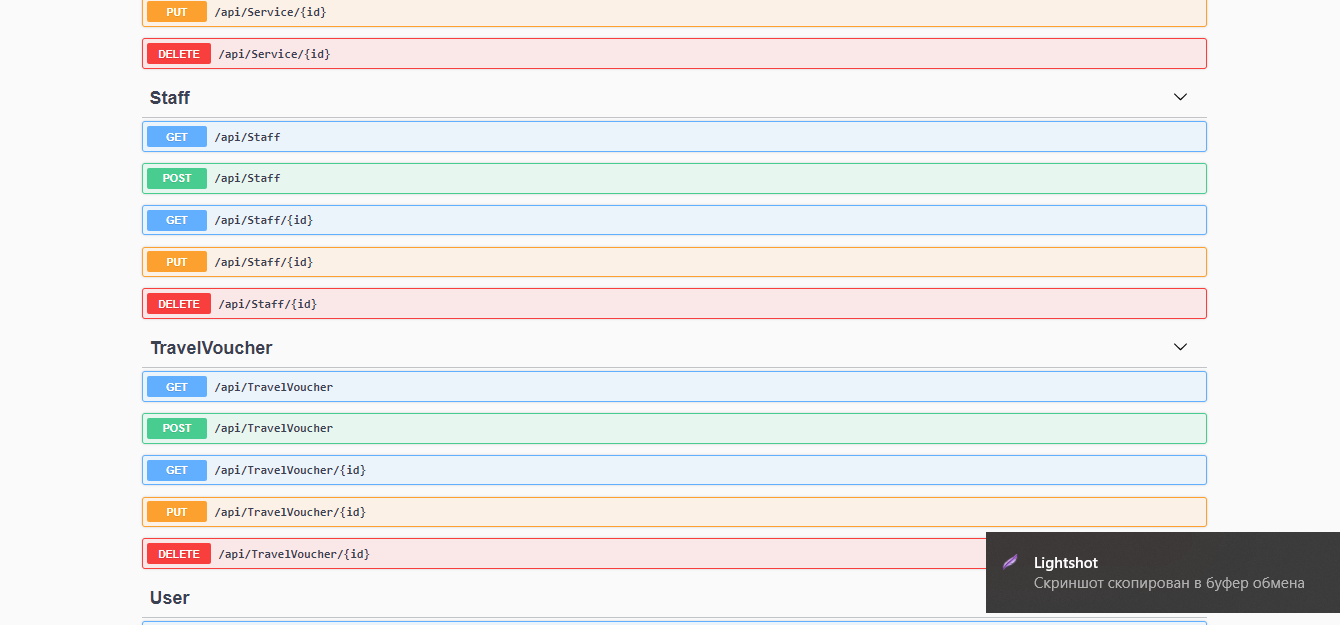 PUT /api/Service/{id}
DELETE /api/Service/{id}
Staff
GET /api/Staff
POST /api/Staff
GET /api/Staff/{id}
PUT /api/Staff/{id}
DELETE /api/Staff/{id}
TravelVoucher
GET /api/TravelVoucher
POST /api/TravelVoucher
GET /api/TravelVoucher/{id}
PUT /api/TravelVoucher/{id}
DELETE /api/TravelVoucher/{id}
Lightshot
Скриншот скопирован в буфер обмена
User